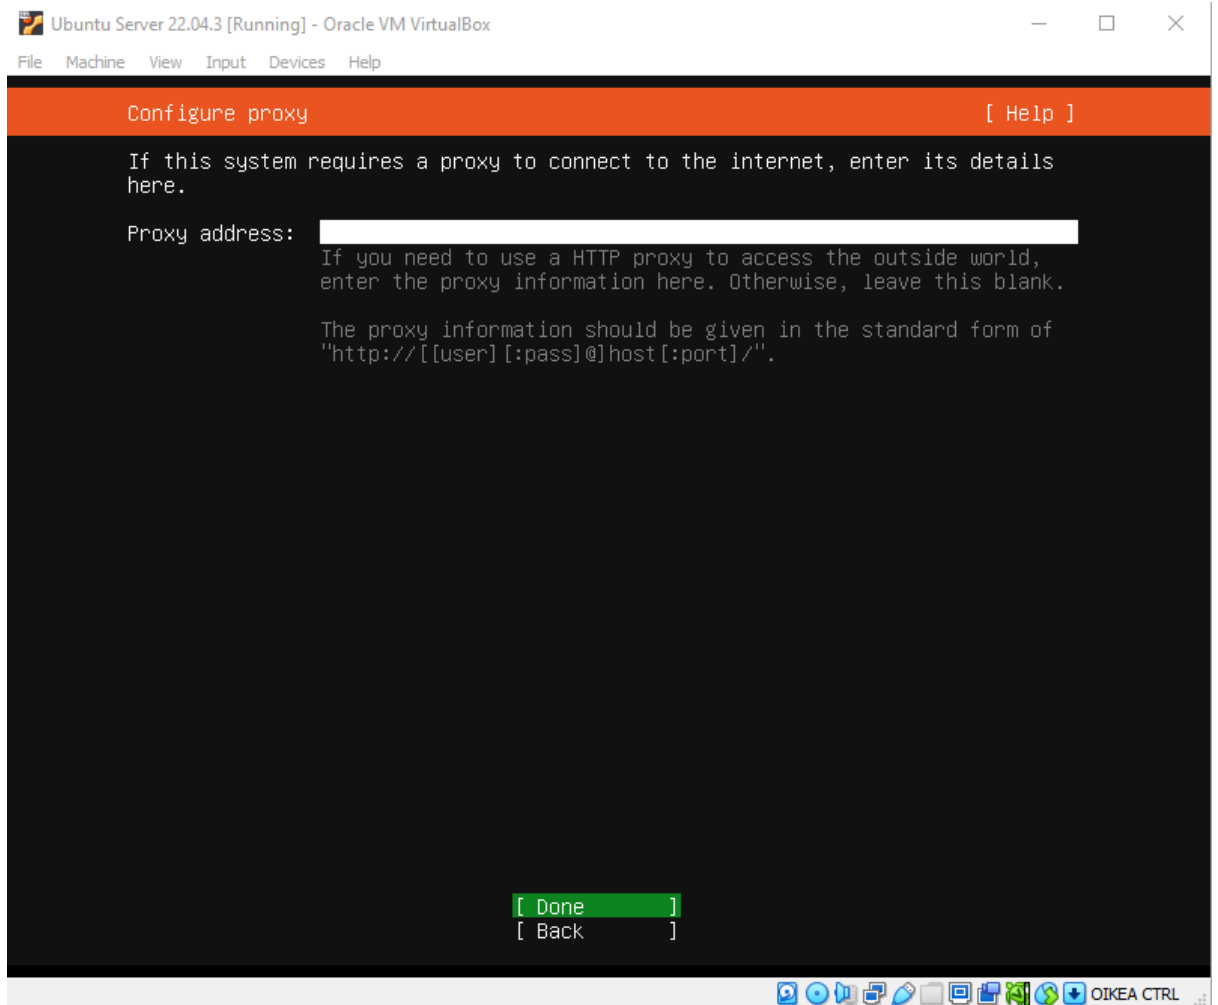 Ubuntu Server 22.04.3 [Running] - Oracle VM VirtualBox
File Machine View Input Devices Help
Configure proxy [ Help ]
If this system requires a proxy to connect to the internet, enter its details
here.
Proxy address:
If you need to use a HTTP proxy to access the outside world,
enter the proxy information here. Otherwise, leave this blank.
The proxy information should be given in the standard form of
"http://[[user][:pass]@]host[:port]/".
[ Done ]
[ Back ]
OIKEA CTRL